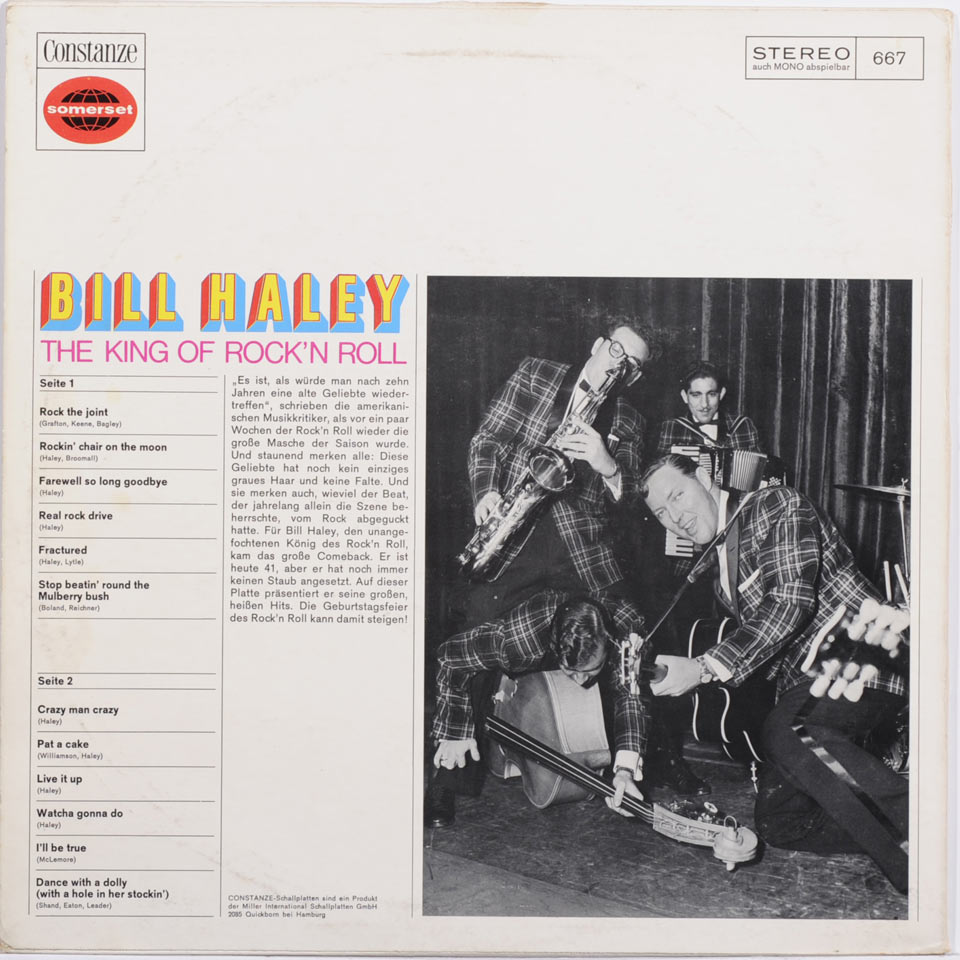 Constanze
somerset
STEREO
auch MONO abspielbar
667
BILL HALEY
THE KING OF ROCK'N ROLL
Seite 1
Rock the joint
(Grafton, Keene, Bagley)
Rockin' chair on the moon
(Haley, Broomall)
Farewell so long goodbye
(Haley)
Real rock drive
(Haley)
Fractured
(Haley, Lytle)
Stop beatin' round the
Mulberry bush
(Boland, Reichner)
Seite 2
Crazy man crazy
(Haley)
Pat a cake
(Williamson, Haley)
Live it up
(Haley)
Watcha gonna do
(Haley)
I'll be true
(McLemore)
Dance with a dolly
(with a hole in her stockin')
(Shand, Eaton, Leader)
„Es ist, als würde man nach zehn
Jahren eine alte Geliebte wieder-
treffen“, schrieben die amerikani-
schen Musikkritiker, als vor ein paar
Wochen der Rock'n Roll wieder die
große Masche der Saison wurde.
Und staunend merken alle: Diese
Geliebte hat noch kein einziges
graues Haar und keine Falte. Und
sie merken auch, wieviel der Beat,
der jahrelang allein die Szene be-
herrschte, vom Rock abgeguckt
hatte. Für Bill Haley, den unange-
fochtenen König des Rock'n Roll,
kam das große Comeback. Er ist
heute 41, aber er hat noch immer
keinen Staub angesetzt. Auf dieser
Platte präsentiert er seine großen,
heißen Hits. Die Geburtstagsfeier
des Rock'n Roll kann damit steigen!
CONSTANZE-Schallplatten sind ein Produkt
der Miller International Schallplatten GmbH
2085 Quickborn bei Hamburg